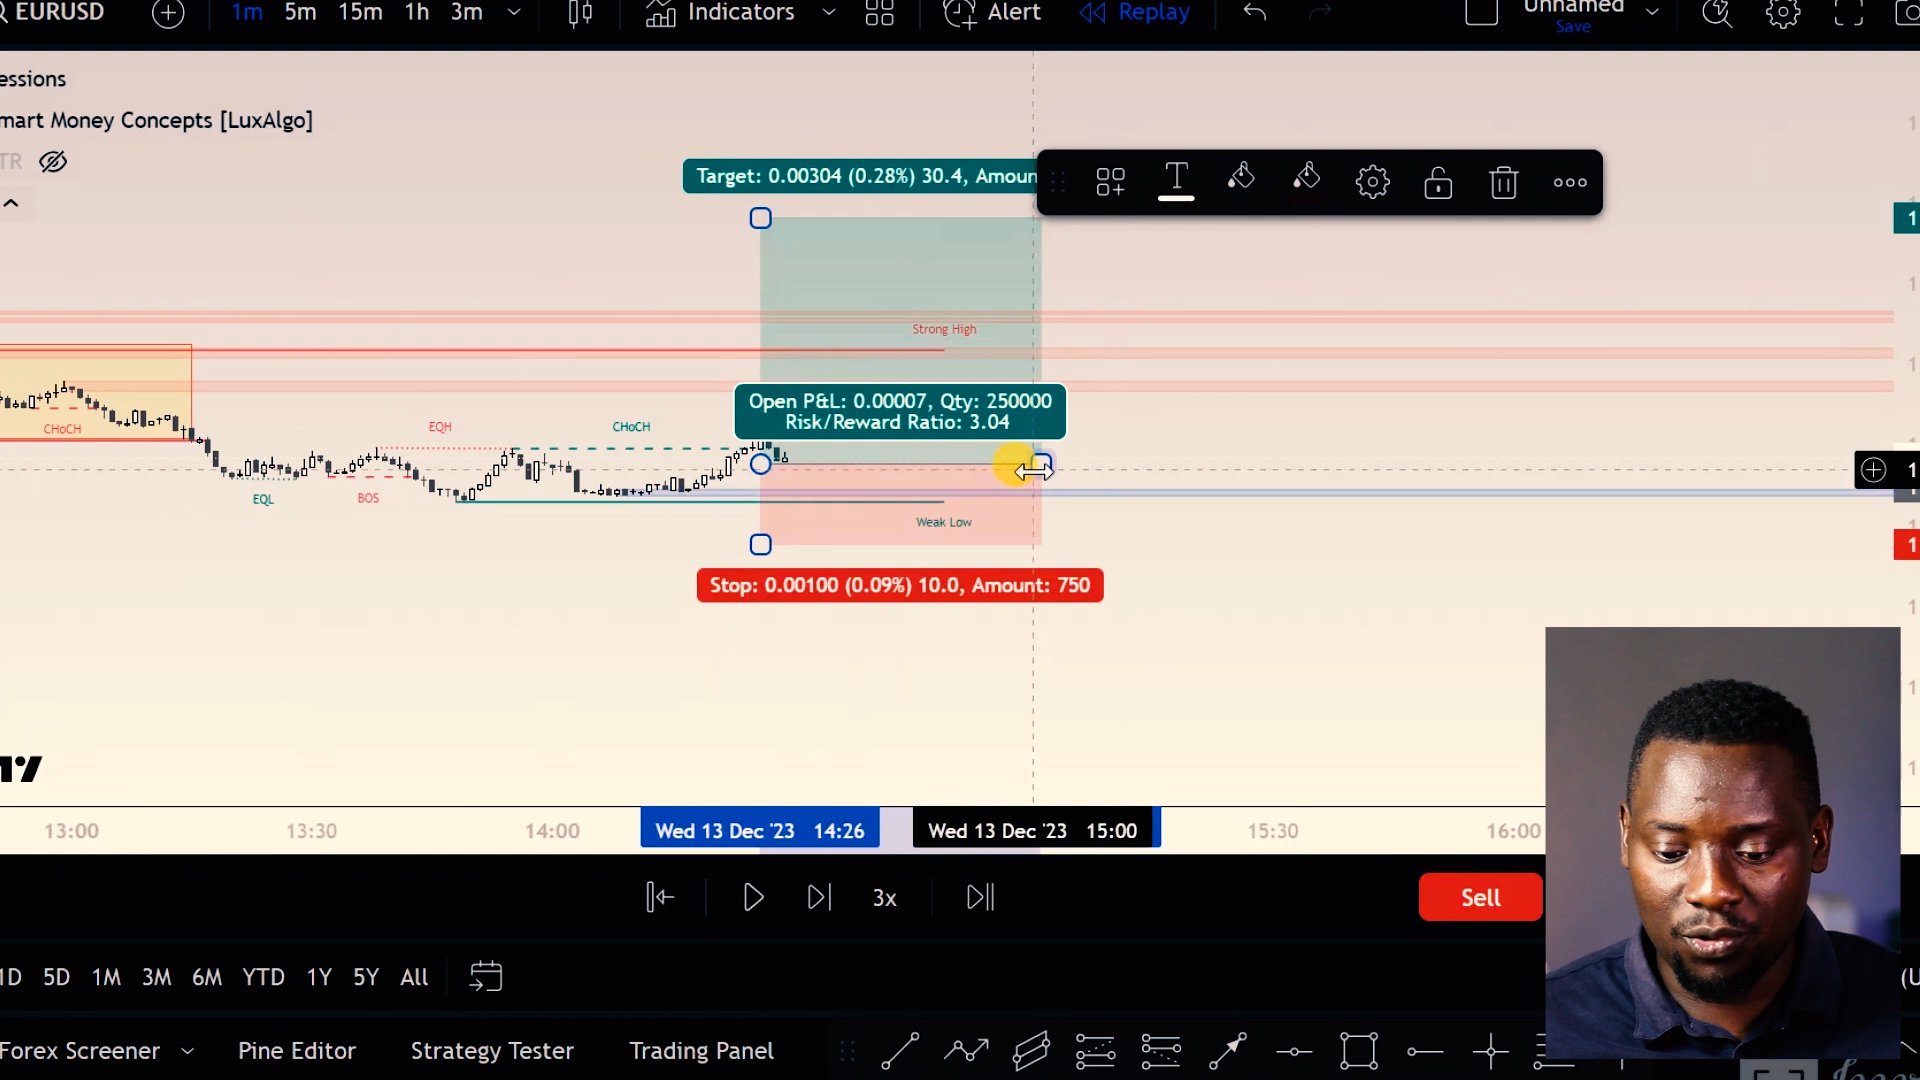 EURUSD
1m 5m 15m 1h 3m
Indicators
Alert
Replay
Unnamed
Save
essions
mart Money Concepts [LuxAlgo]
TR
Target: 0.00304 (0.28%) 30.4, Amoun
Strong High
Open P&L: 0.00007, Qty: 250000
Risk/Reward Ratio: 3.04
CHoCH
EQH
CHoCH
EQL
BOS
Weak Low
Stop: 0.00100 (0.09%) 10.0, Amount: 750
13:00
13:30
14:00
Wed 13 Dec '23 14:26
Wed 13 Dec '23 15:00
15:30
16:00
3x
Sell
1D 5D 1M 3M 6M YTD 1Y 5Y All
(U
Forex Screener
Pine Editor
Strategy Tester
Trading Panel